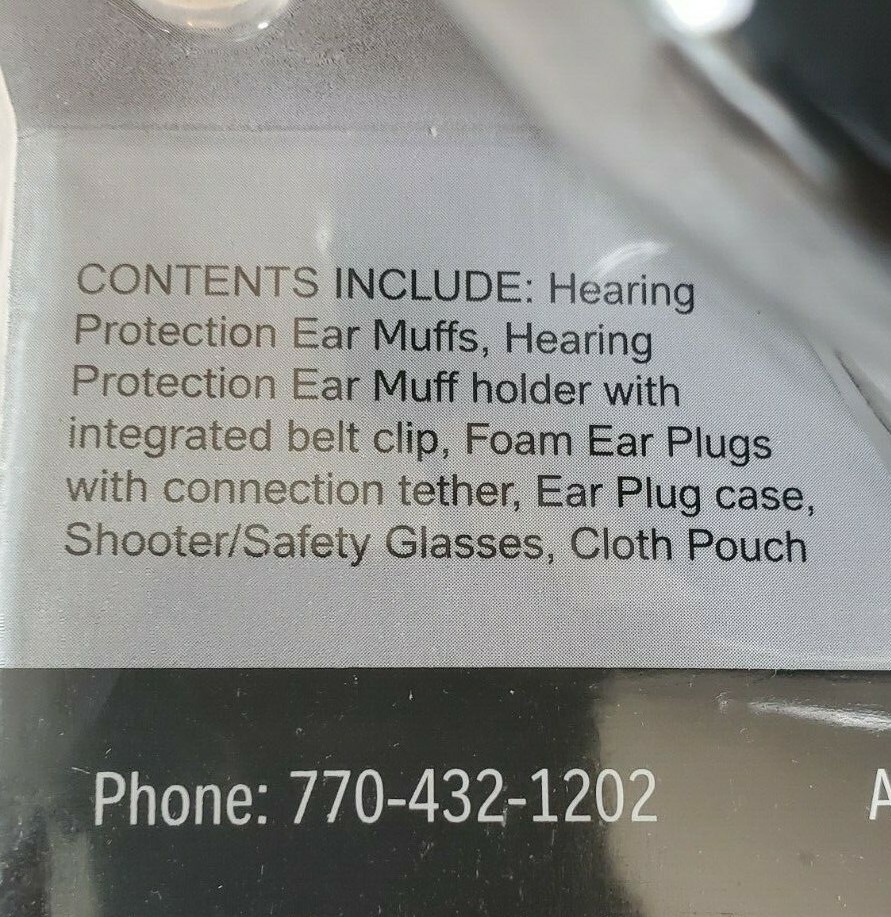 CONTENTS INCLUDE: Hearing
Protection Ear Muffs, Hearing
Protection Ear Muff holder with
integrated belt clip, Foam Ear Plugs
with connection tether, Ear Plug case,
Shooter/Safety Glasses, Cloth Pouch
Phone: 770-432-1202